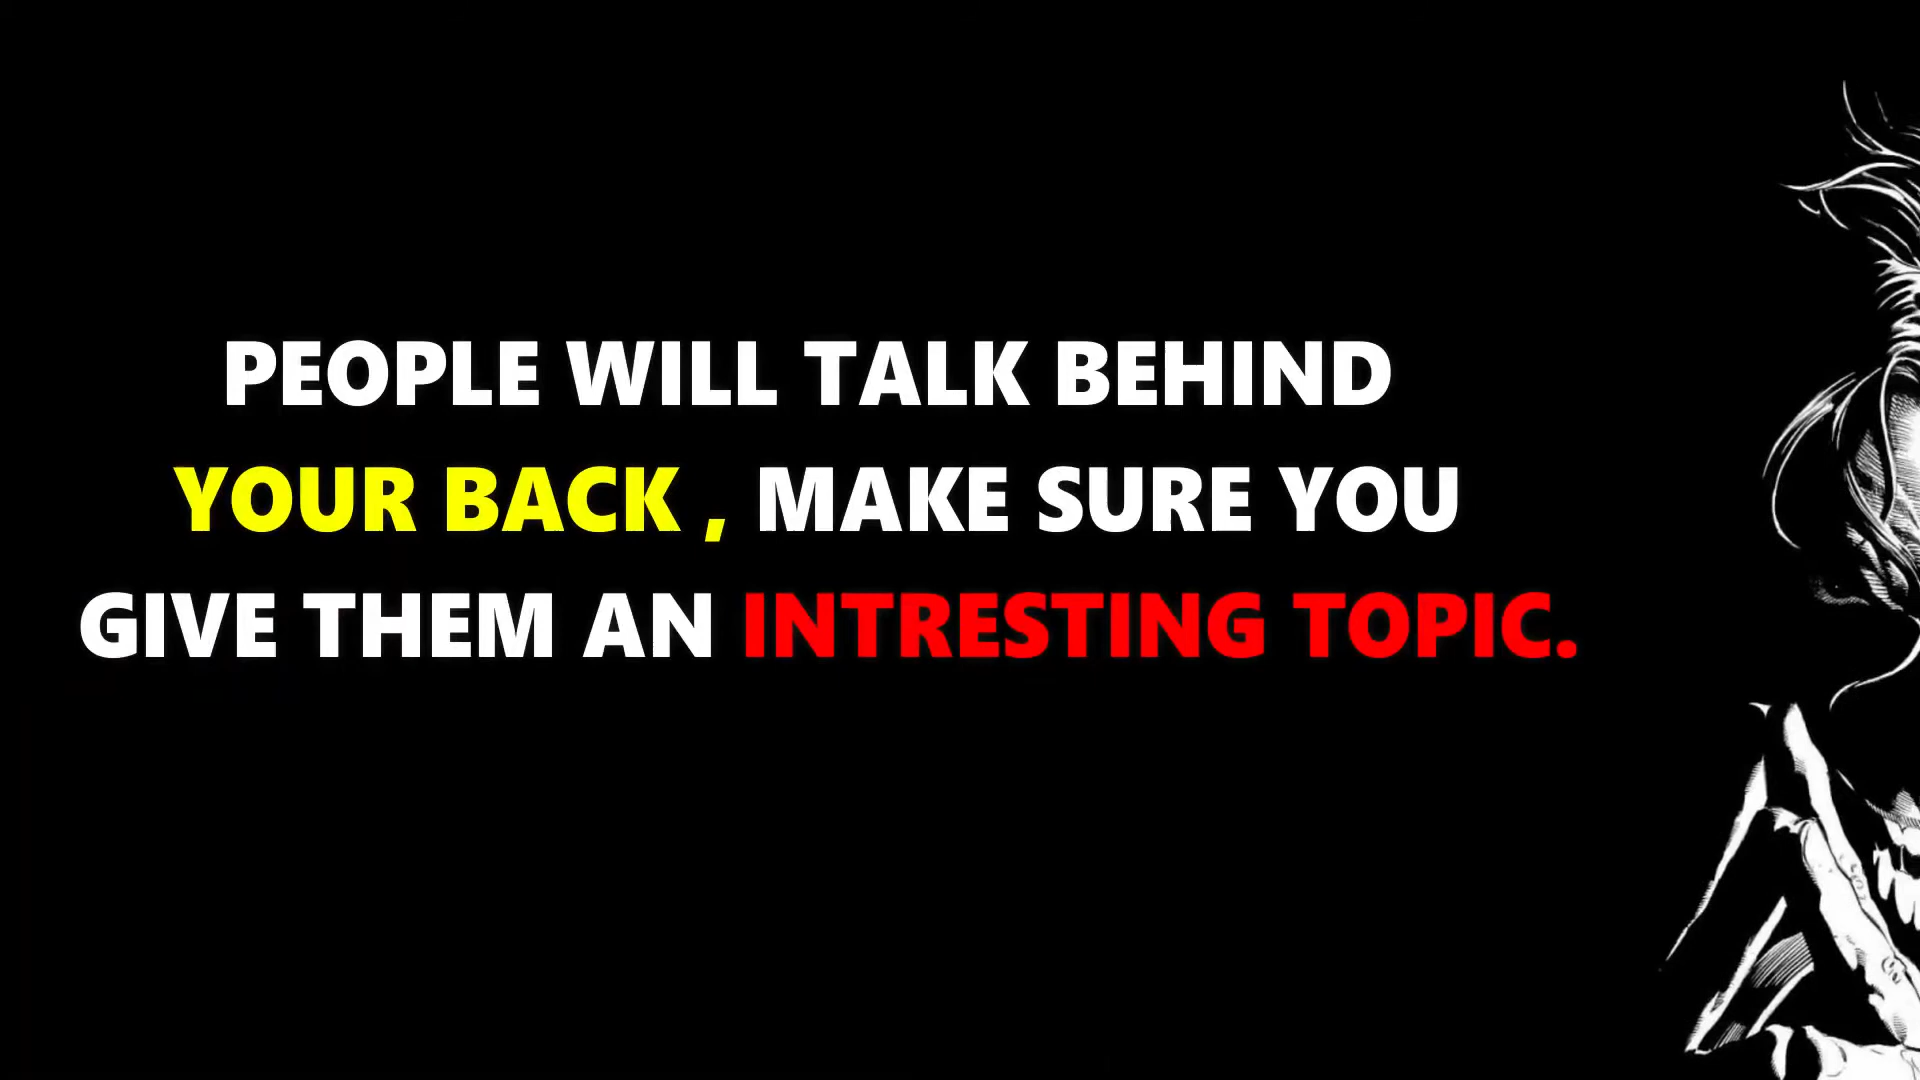 PEOPLE WILL TALK BEHIND
YOUR BACK , MAKE SURE YOU
GIVE THEM AN INTRESTING TOPIC.